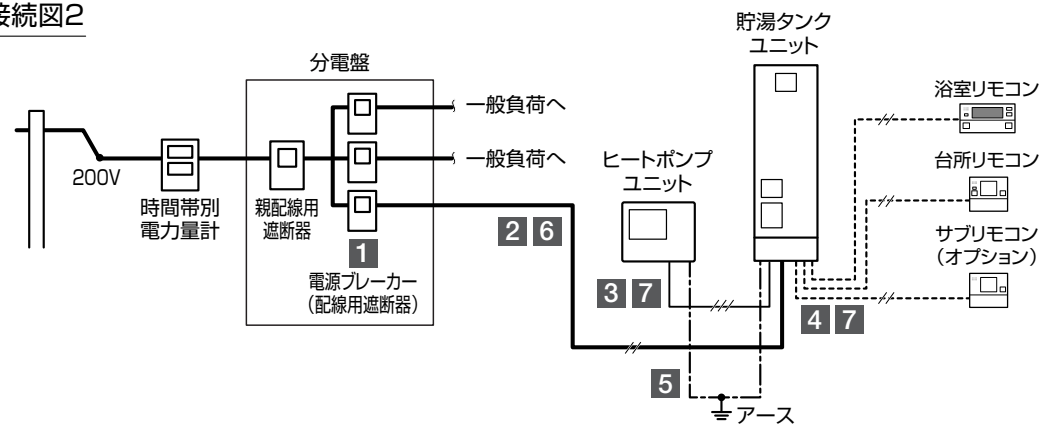 接続図2
貯湯タンク
ユニット
分電盤
一般負荷へ
浴室リモコン
一般負荷へ
ヒートポンプ
ユニット
台所リモコン
200V
時間帯別
電力量計
親配線用
遮断器
2 6
サブリモコン
（オプション）
1
電源ブレーカー
（配線用遮断器）
3 7
4 7
5
アース